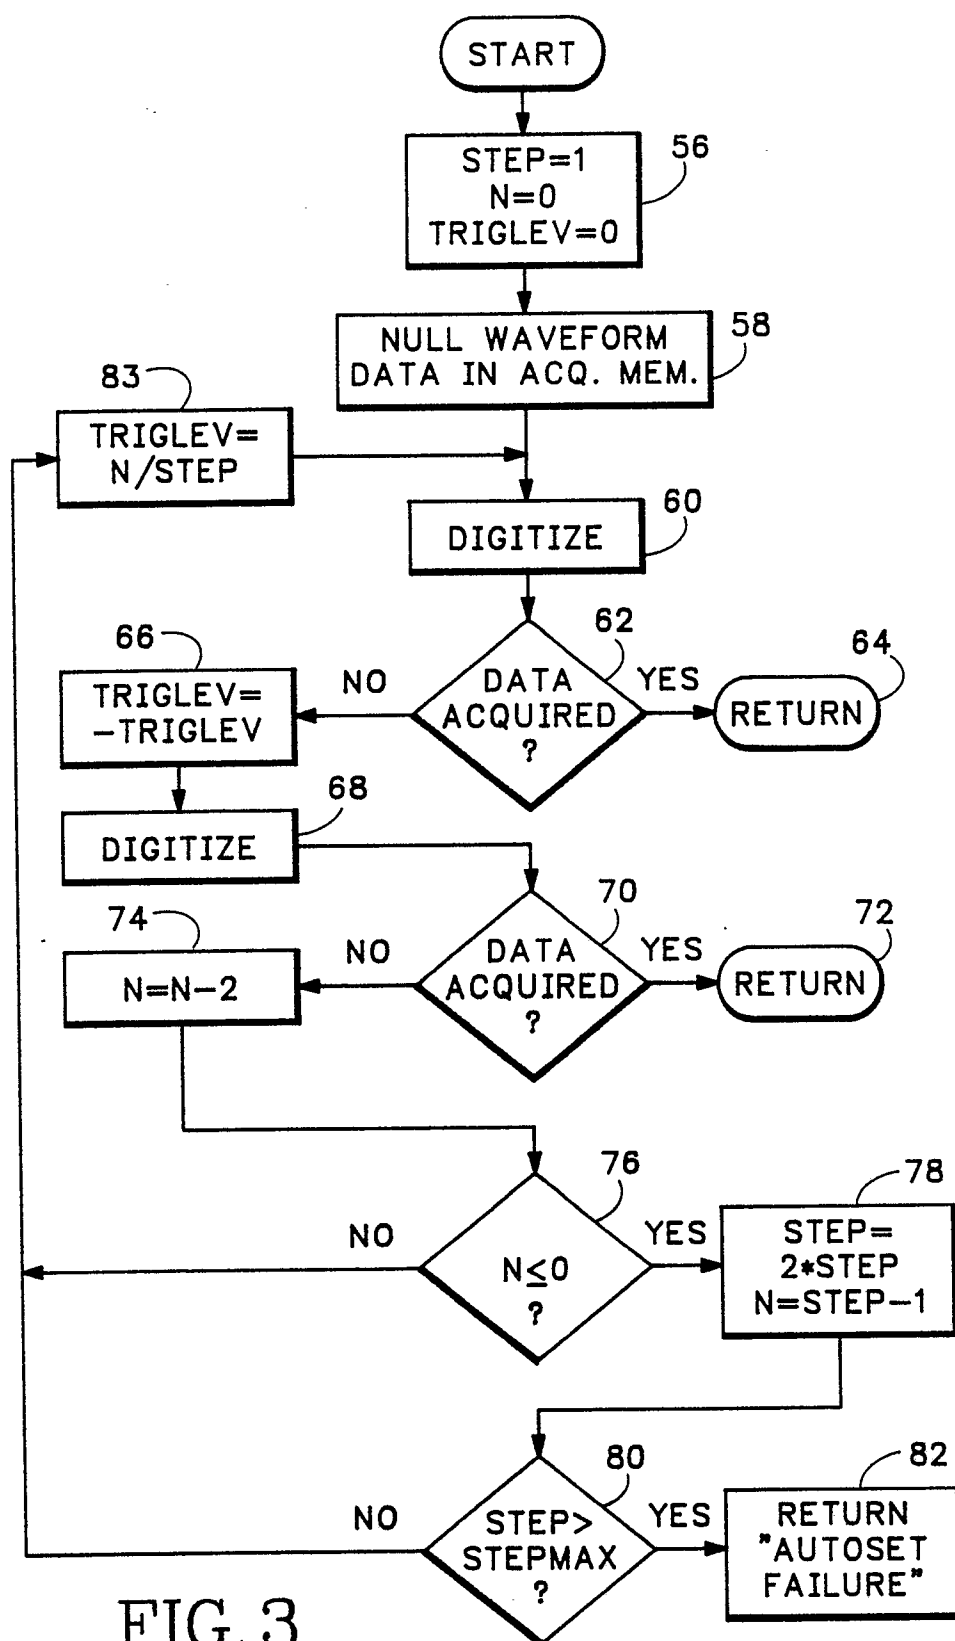 START
56
STEP=1
N=0
TRIGLEV=0
58
NULL WAVEFORM
DATA IN ACQ. MEM.
83
TRIGLEV=
N/STEP
60
DIGITIZE
62
64
66
NO
DATA
ACQUIRED
?
YES
RETURN
TRIGLEV=
-TRIGLEV
68
DIGITIZE
70
72
74
NO
DATA
ACQUIRED
?
YES
RETURN
N=N-2
76
78
NO
N≤0
?
YES
STEP=
2*STEP
N=STEP-1
80
82
NO
STEP>
STEPMAX
?
YES
RETURN
"AUTOSET
FAILURE"
FIG.3